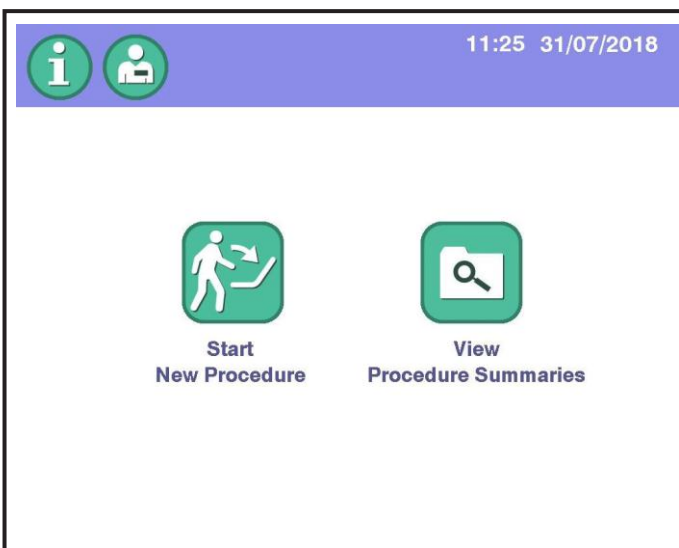 11:25 31/07/2018
Start
New Procedure
View
Procedure Summaries